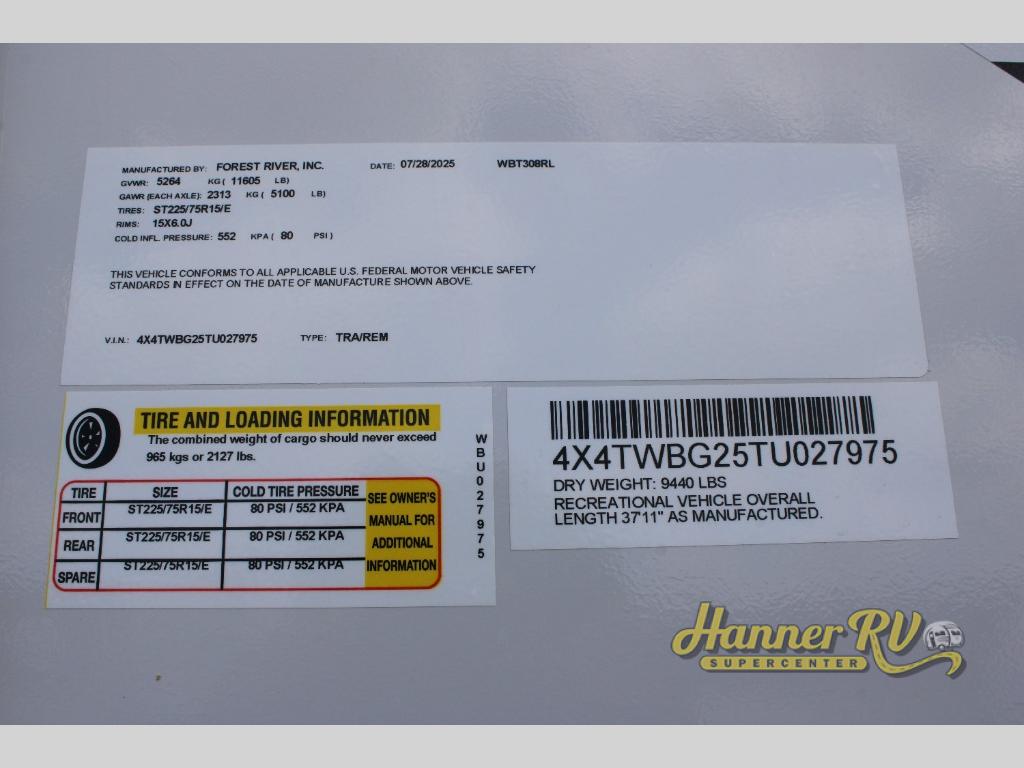 MANUFACTURED BY: FOREST RIVER, INC. DATE: 07/28/2025 WBT308RL
GVWR: 5264 KG ( 11605 LB)
GAWR (EACH AXLE): 2313 KG ( 5100 LB)
TIRES: ST225/75R15/E
RIMS: 15X6.0J
COLD INFL. PRESSURE: 552 KPA ( 80 PSI )
THIS VEHICLE CONFORMS TO ALL APPLICABLE U.S. FEDERAL MOTOR VEHICLE SAFETY
STANDARDS IN EFFECT ON THE DATE OF MANUFACTURE SHOWN ABOVE.
V.I.N.: 4X4TWBG25TU027975 TYPE: TRA/REM
TIRE AND LOADING INFORMATION
The combined weight of cargo should never exceed
965 kgs or 2127 lbs.
TIRE SIZE COLD TIRE PRESSURE
FRONT ST225/75R15/E 80 PSI / 552 KPA
REAR ST225/75R15/E 80 PSI / 552 KPA
SPARE ST225/75R15/E 80 PSI / 552 KPA
SEE OWNER'S
MANUAL FOR
ADDITIONAL
INFORMATION
WBU027975
4X4TWBG25TU027975
DRY WEIGHT: 9440 LBS
RECREATIONAL VEHICLE OVERALL
LENGTH 37'11" AS MANUFACTURED.
Hanner RV
SUPERCENTER